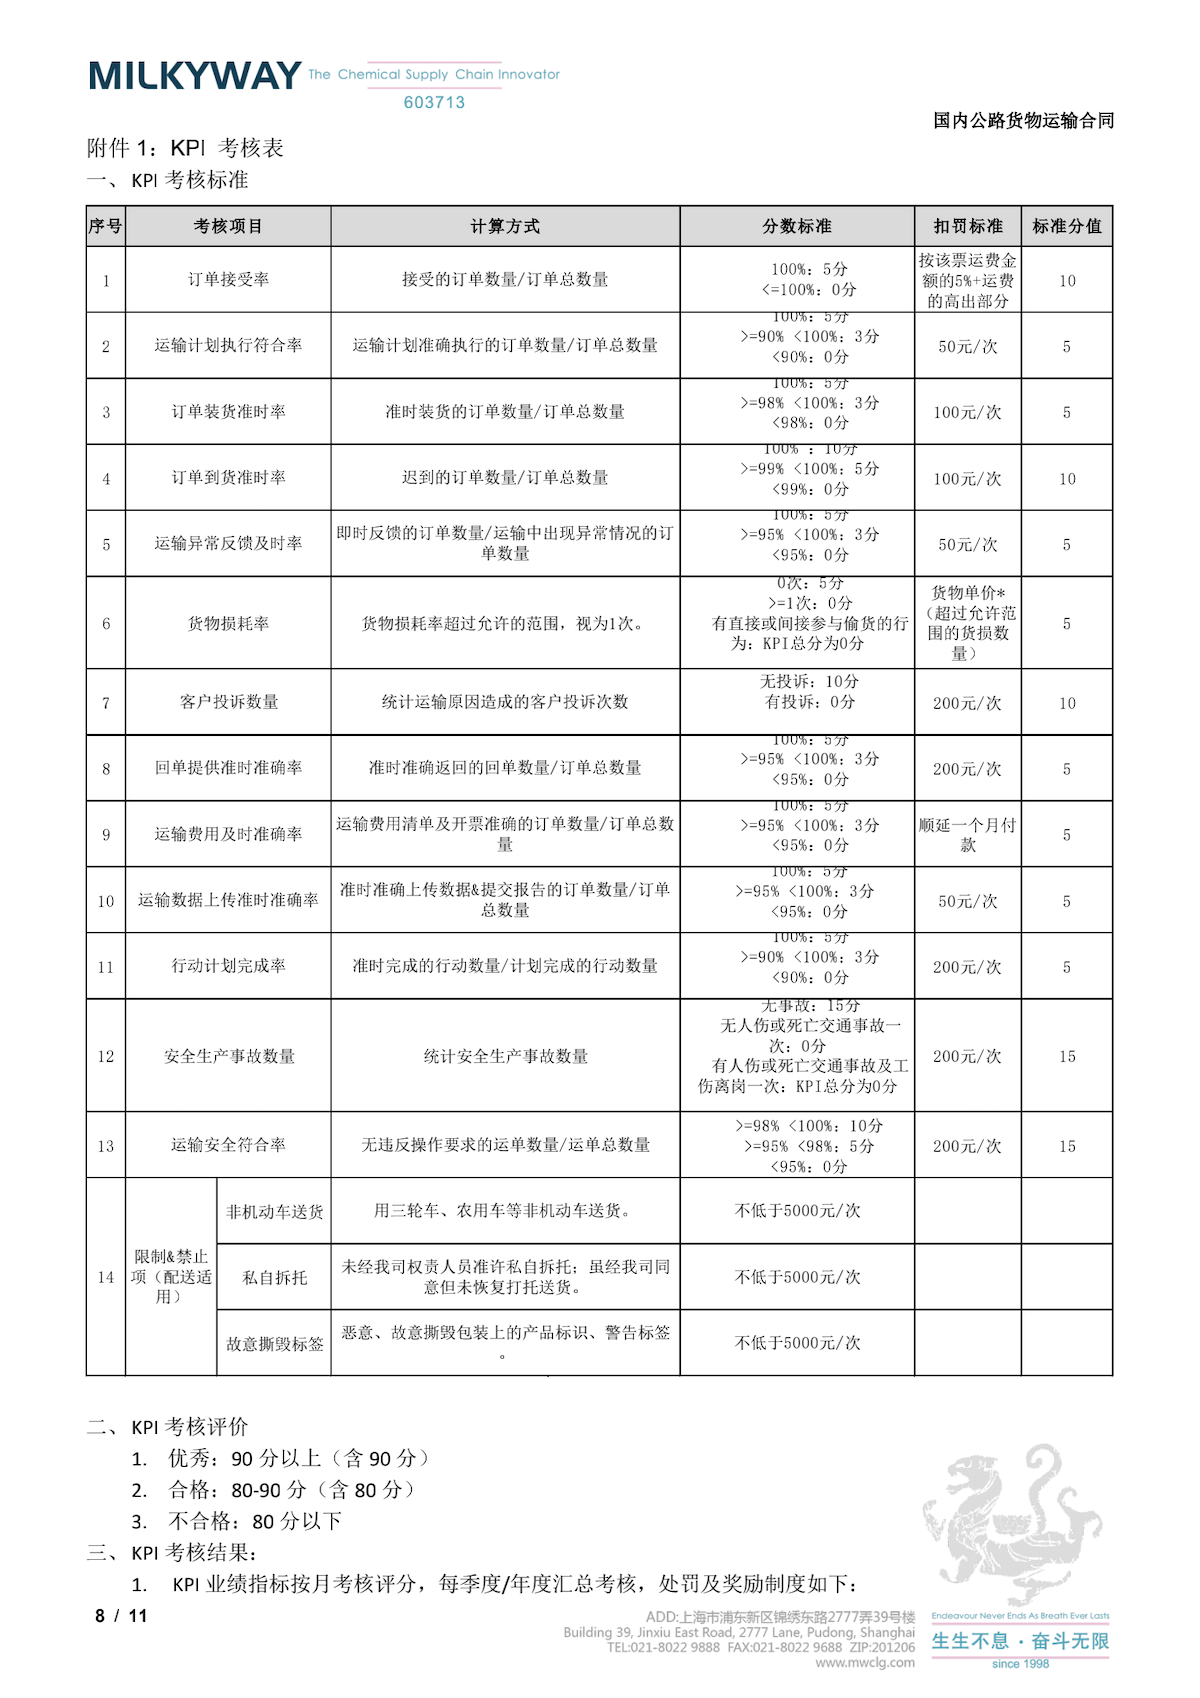 MILKYWAY The Chemical Supply Chain Innovator
603713
国内公路货物运输合同
附件 1：KPI 考核表
一、KPI 考核标准
序号 考核项目 计算方式 分数标准 扣罚标准 标准分值
1 订单接受率 接受的订单数量/订单总数量 100%：5分
<=100%：0分
按该票运费金
额的5%+运费
的高出部分
10
2 运输计划执行符合率 运输计划准确执行的订单数量/订单总数量 100%：5分
>=90% <100%：3分
<90%：0分
50元/次 5
3 订单装货准时率 准时装货的订单数量/订单总数量 100%：5分
>=98% <100%：3分
<98%：0分
100元/次 5
4 订单到货准时率 迟到的订单数量/订单总数量 100% ：10分
>=99% <100%：5分
<99%：0分
100元/次 10
5 运输异常反馈及时率 即时反馈的订单数量/运输中出现异常情况的订
单数量
100%：5分
>=95% <100%：3分
<95%：0分
50元/次 5
6 货物损耗率 货物损耗率超过允许的范围，视为1次。 0次：5分
>=1次：0分
有直接或间接参与偷货的行
为：KPI总分为0分
货物单价*
（超过允许范
围的货损数
量）
5
7 客户投诉数量 统计运输原因造成的客户投诉次数 无投诉：10分
有投诉：0分
200元/次 10
8 回单提供准时准确率 准时准确返回的回单数量/订单总数量 100%：5分
>=95% <100%：3分
<95%：0分
200元/次 5
9 运输费用及时准确率 运输费用清单及开票准确的订单数量/订单总数
量
100%：5分
>=95% <100%：3分
<95%：0分
顺延一个月付
款
5
10 运输数据上传准时准确率 准时准确上传数据&提交报告的订单数量/订单
总数量
100%：5分
>=95% <100%：3分
<95%：0分
50元/次 5
11 行动计划完成率 准时完成的行动数量/计划完成的行动数量 100%：5分
>=90% <100%：3分
<90%：0分
200元/次 5
12 安全生产事故数量 统计安全生产事故数量 无事故：15分
无人伤或死亡交通事故一
次：0分
有人伤或死亡交通事故及工
伤离岗一次：KPI总分为0分
200元/次 15
13 运输安全符合率 无违反操作要求的运单数量/运单总数量 >=98% <100%：10分
>=95% <98%：5分
<95%：0分
200元/次 15
14 限制&禁止
项（配送适
用）
非机动车送货 用三轮车、农用车等非机动车送货。 不低于5000元/次
私自拆托 未经我司权责人员准许私自拆托；虽经我司同
意但未恢复打托送货。
不低于5000元/次
故意撕毁标签 恶意、故意撕毁包装上的产品标识、警告标签
。
不低于5000元/次
二、KPI 考核评价
1. 优秀：90 分以上（含 90 分）
2. 合格：80-90 分（含 80 分）
3. 不合格：80 分以下
三、KPI 考核结果：
1. KPI 业绩指标按月考核评分，每季度/年度汇总考核，处罚及奖励制度如下：
8 / 11
ADD:上海市浦东新区锦绣东路2777弄39号楼
Building 39, Jinxiu East Road, 2777 Lane, Pudong, Shanghai
TEL:021-8022 9888 FAX:021-8022 9688 ZIP:201206
www.mwclg.com
Endeavour Never Ends As Breath Ever Lasts
生生不息·奋斗无限
since 1998